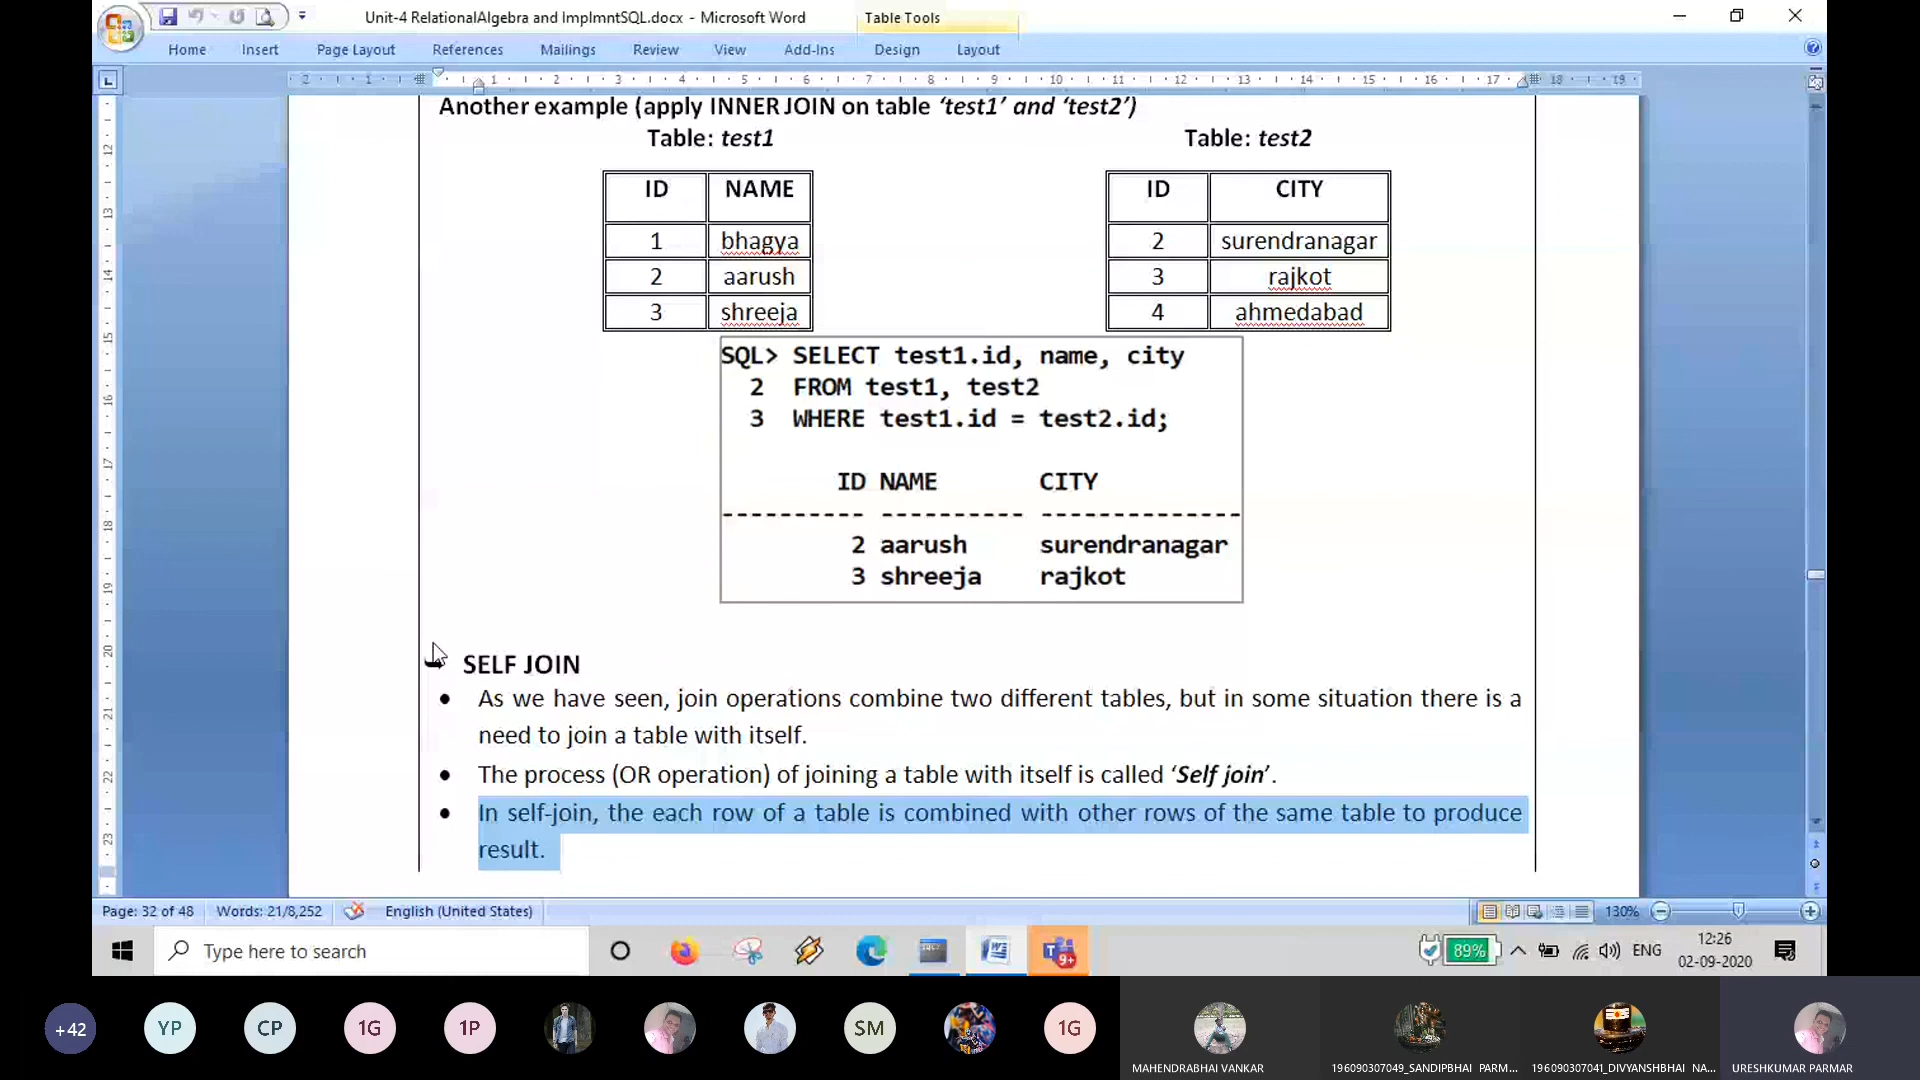 Unit-4 RelationalAlgebra and ImplmntSQL.docx - Microsoft Word
Table Tools
Home Insert Page Layout References Mailings Review View Add-Ins Design Layout
Another example (apply INNER JOIN on table ‘test1’ and ‘test2’)
Table: test1
ID NAME
1 bhagya
2 aarush
3 shreeja
Table: test2
ID CITY
2 surendranagar
3 rajkot
4 ahmedabad
SQL> SELECT test1.id, name, city
2 FROM test1, test2
3 WHERE test1.id = test2.id;
ID NAME CITY
---------- ---------- --------------
2 aarush surendranagar
3 shreeja rajkot
SELF JOIN
• As we have seen, join operations combine two different tables, but in some situation there is a
need to join a table with itself.
• The process (OR operation) of joining a table with itself is called ‘Self join’.
• In self-join, the each row of a table is combined with other rows of the same table to produce
result.
Page: 32 of 48 Words: 21/8,252 English (United States) 130%
Type here to search
9+
89%
ENG
12:26
02-09-2020
+42 YP CP 1G 1P SM 1G
MAHENDRABHAI VANKAR
196090307049_SANDIPBHAI PARM...
196090307041_DIVYANSHBHAI NA...
URESHKUMAR PARMAR